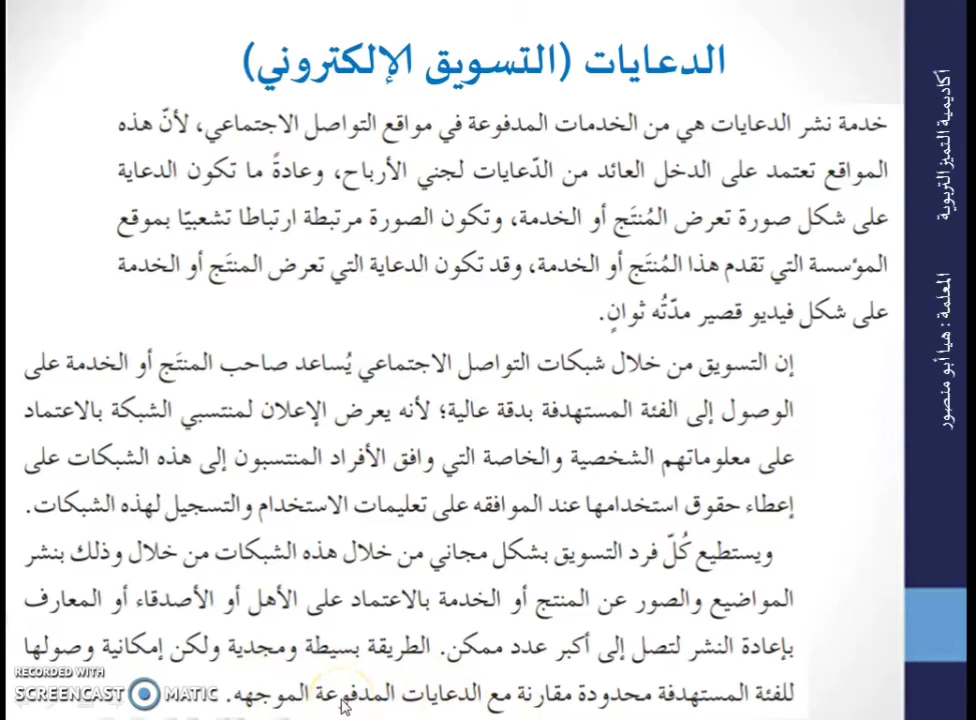 الدعايات (التسويق الإلكتروني)
خدمة نشر الدعايات هي من الخدمات المدفوعة في مواقع التواصل الاجتماعي، لأنّ هذه
المواقع تعتمد على الدخل العائد من الدّعايات لجني الأرباح، وعادةً ما تكون الدعاية
على شكل صورة تعرض المُنتَج أو الخدمة، وتكون الصورة مرتبطة ارتباطا تشعبيّا بموقع
المؤسسة التي تقدم هذا المُنتَج أو الخدمة، وقد تكون الدعاية التي تعرض المنتَج أو الخدمة
على شكل فيديو قصير مدّتُه ثوانٍ.
إن التسويق من خلال شبكات التواصل الاجتماعي يُساعد صاحب المنتَج أو الخدمة على
الوصول إلى الفئة المستهدفة بدقة عالية؛ لأنه يعرض الإعلان لمنتسبي الشبكة بالاعتماد
على معلوماتهم الشخصية والخاصة التي وافق الأفراد المنتسبون إلى هذه الشبكات على
إعطاء حقوق استخدامها عند الموافقه على تعليمات الاستخدام والتسجيل لهذه الشبكات.
ويستطيع كُلّ فرد التسويق بشكل مجاني من خلال هذه الشبكات من خلال وذلك بنشر
المواضيع والصور عن المنتج أو الخدمة بالاعتماد على الأهل أو الأصدقاء أو المعارف
بإعادة النشر لتصل إلى أكبر عدد ممكن. الطريقة بسيطة ومجدية ولكن إمكانية وصولها
للفئة المستهدفة محدودة مقارنة مع الدعايات المدفوعة الموجهه.
أكاديمية التميز التربوية
المعلمة : هيا أبو منصور
RECORDED WITH
SCREENCAST MATIC